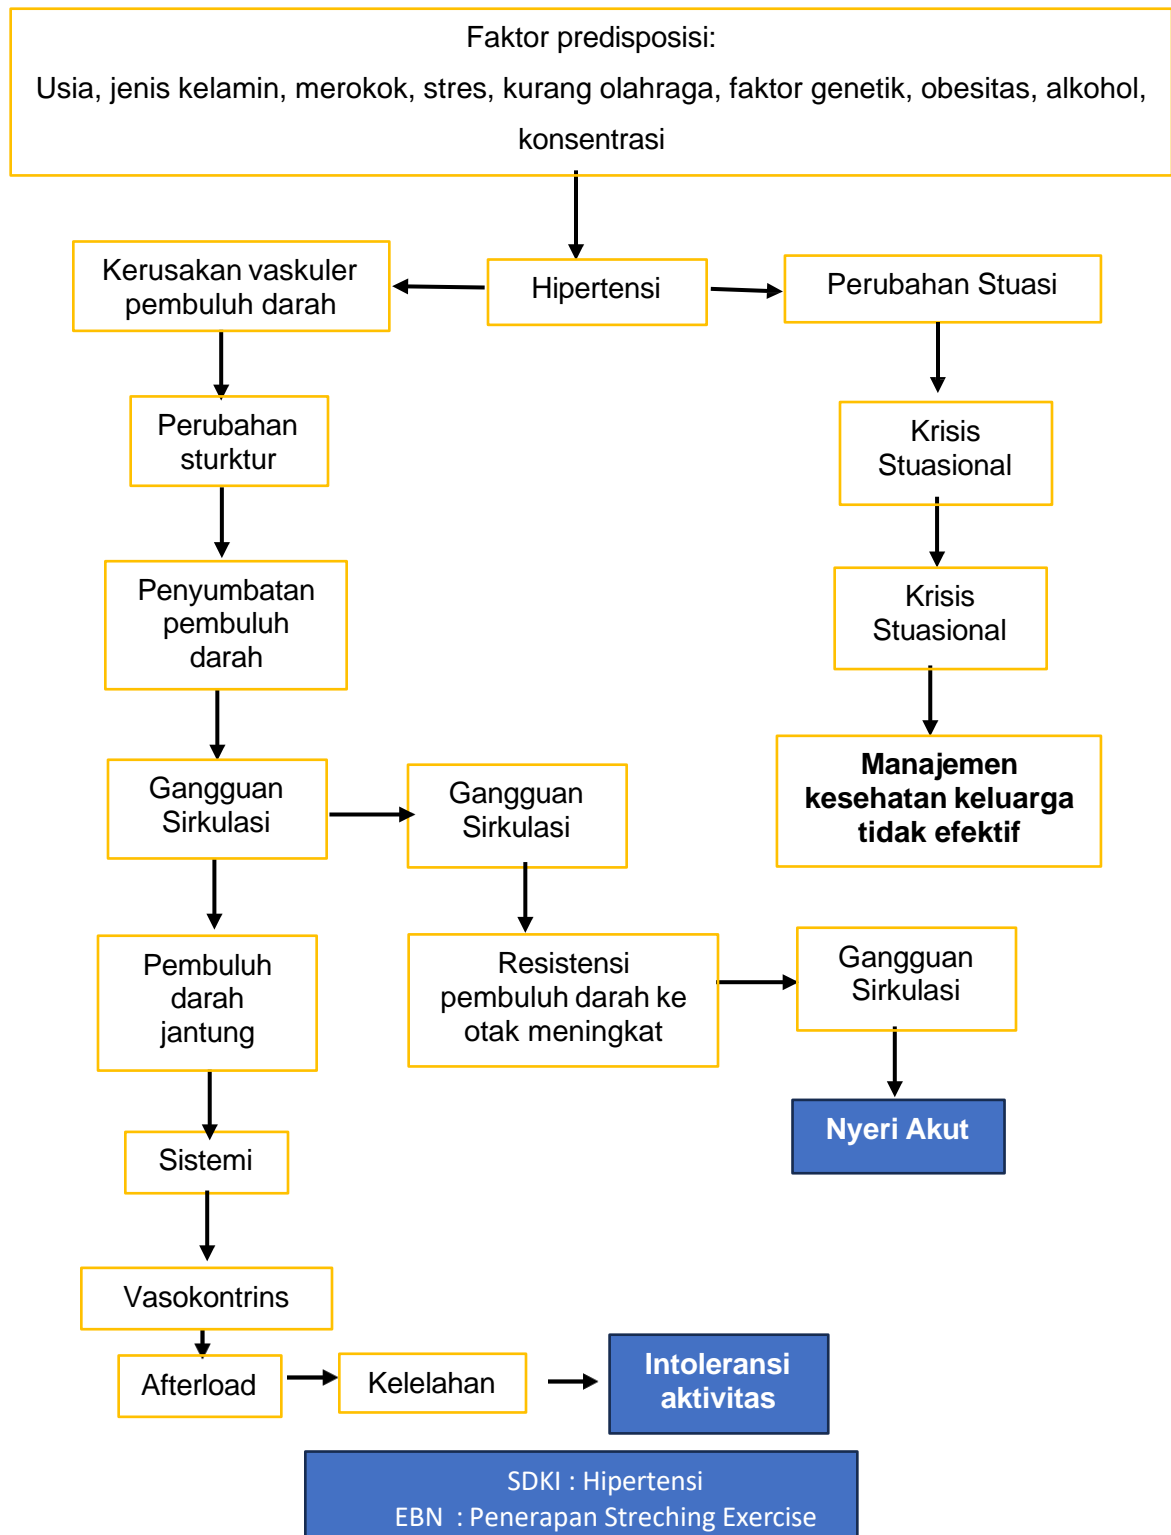 Faktor predisposisi:
Usia, jenis kelamin, merokok, stres, kurang olahraga, faktor genetik, obesitas, alkohol,
konsentrasi
Kerusakan vaskuler
pembuluh darah
Hipertensi
Perubahan Stuasi
Perubahan
sturktur
Krisis
Stuasional
Penyumbatan
pembuluh
darah
Krisis
Stuasional
Gangguan
Sirkulasi
Gangguan
Sirkulasi
Manajemen
kesehatan keluarga
tidak efektif
Pembuluh
darah
jantung
Resistensi
pembuluh darah ke
otak meningkat
Gangguan
Sirkulasi
Nyeri Akut
Sistemi
Vasokontrins
Afterload
Kelelahan
Intoleransi
aktivitas
SDKI : Hipertensi
EBN : Penerapan Streching Exercise